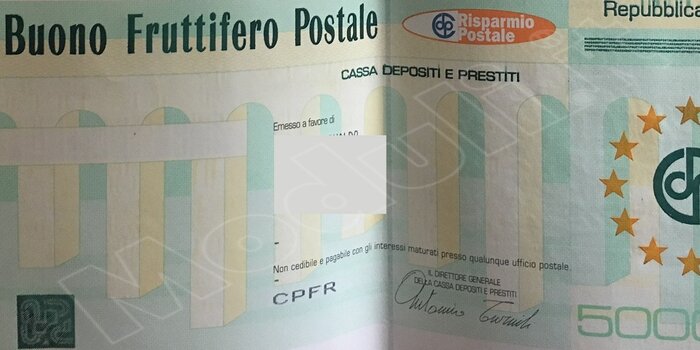 Buono Fruttifero Postale
Risparmio
Postale
Repubblica
CASSA DEPOSITI E PRESTITI
Emesso a favore di
Non cedibile e pagabile con gli interessi maturati presso qualunque ufficio postale.
IL DIRETTORE GENERALE
DELLA CASSA DEPOSITI E PRESTITI
CPFR
5000